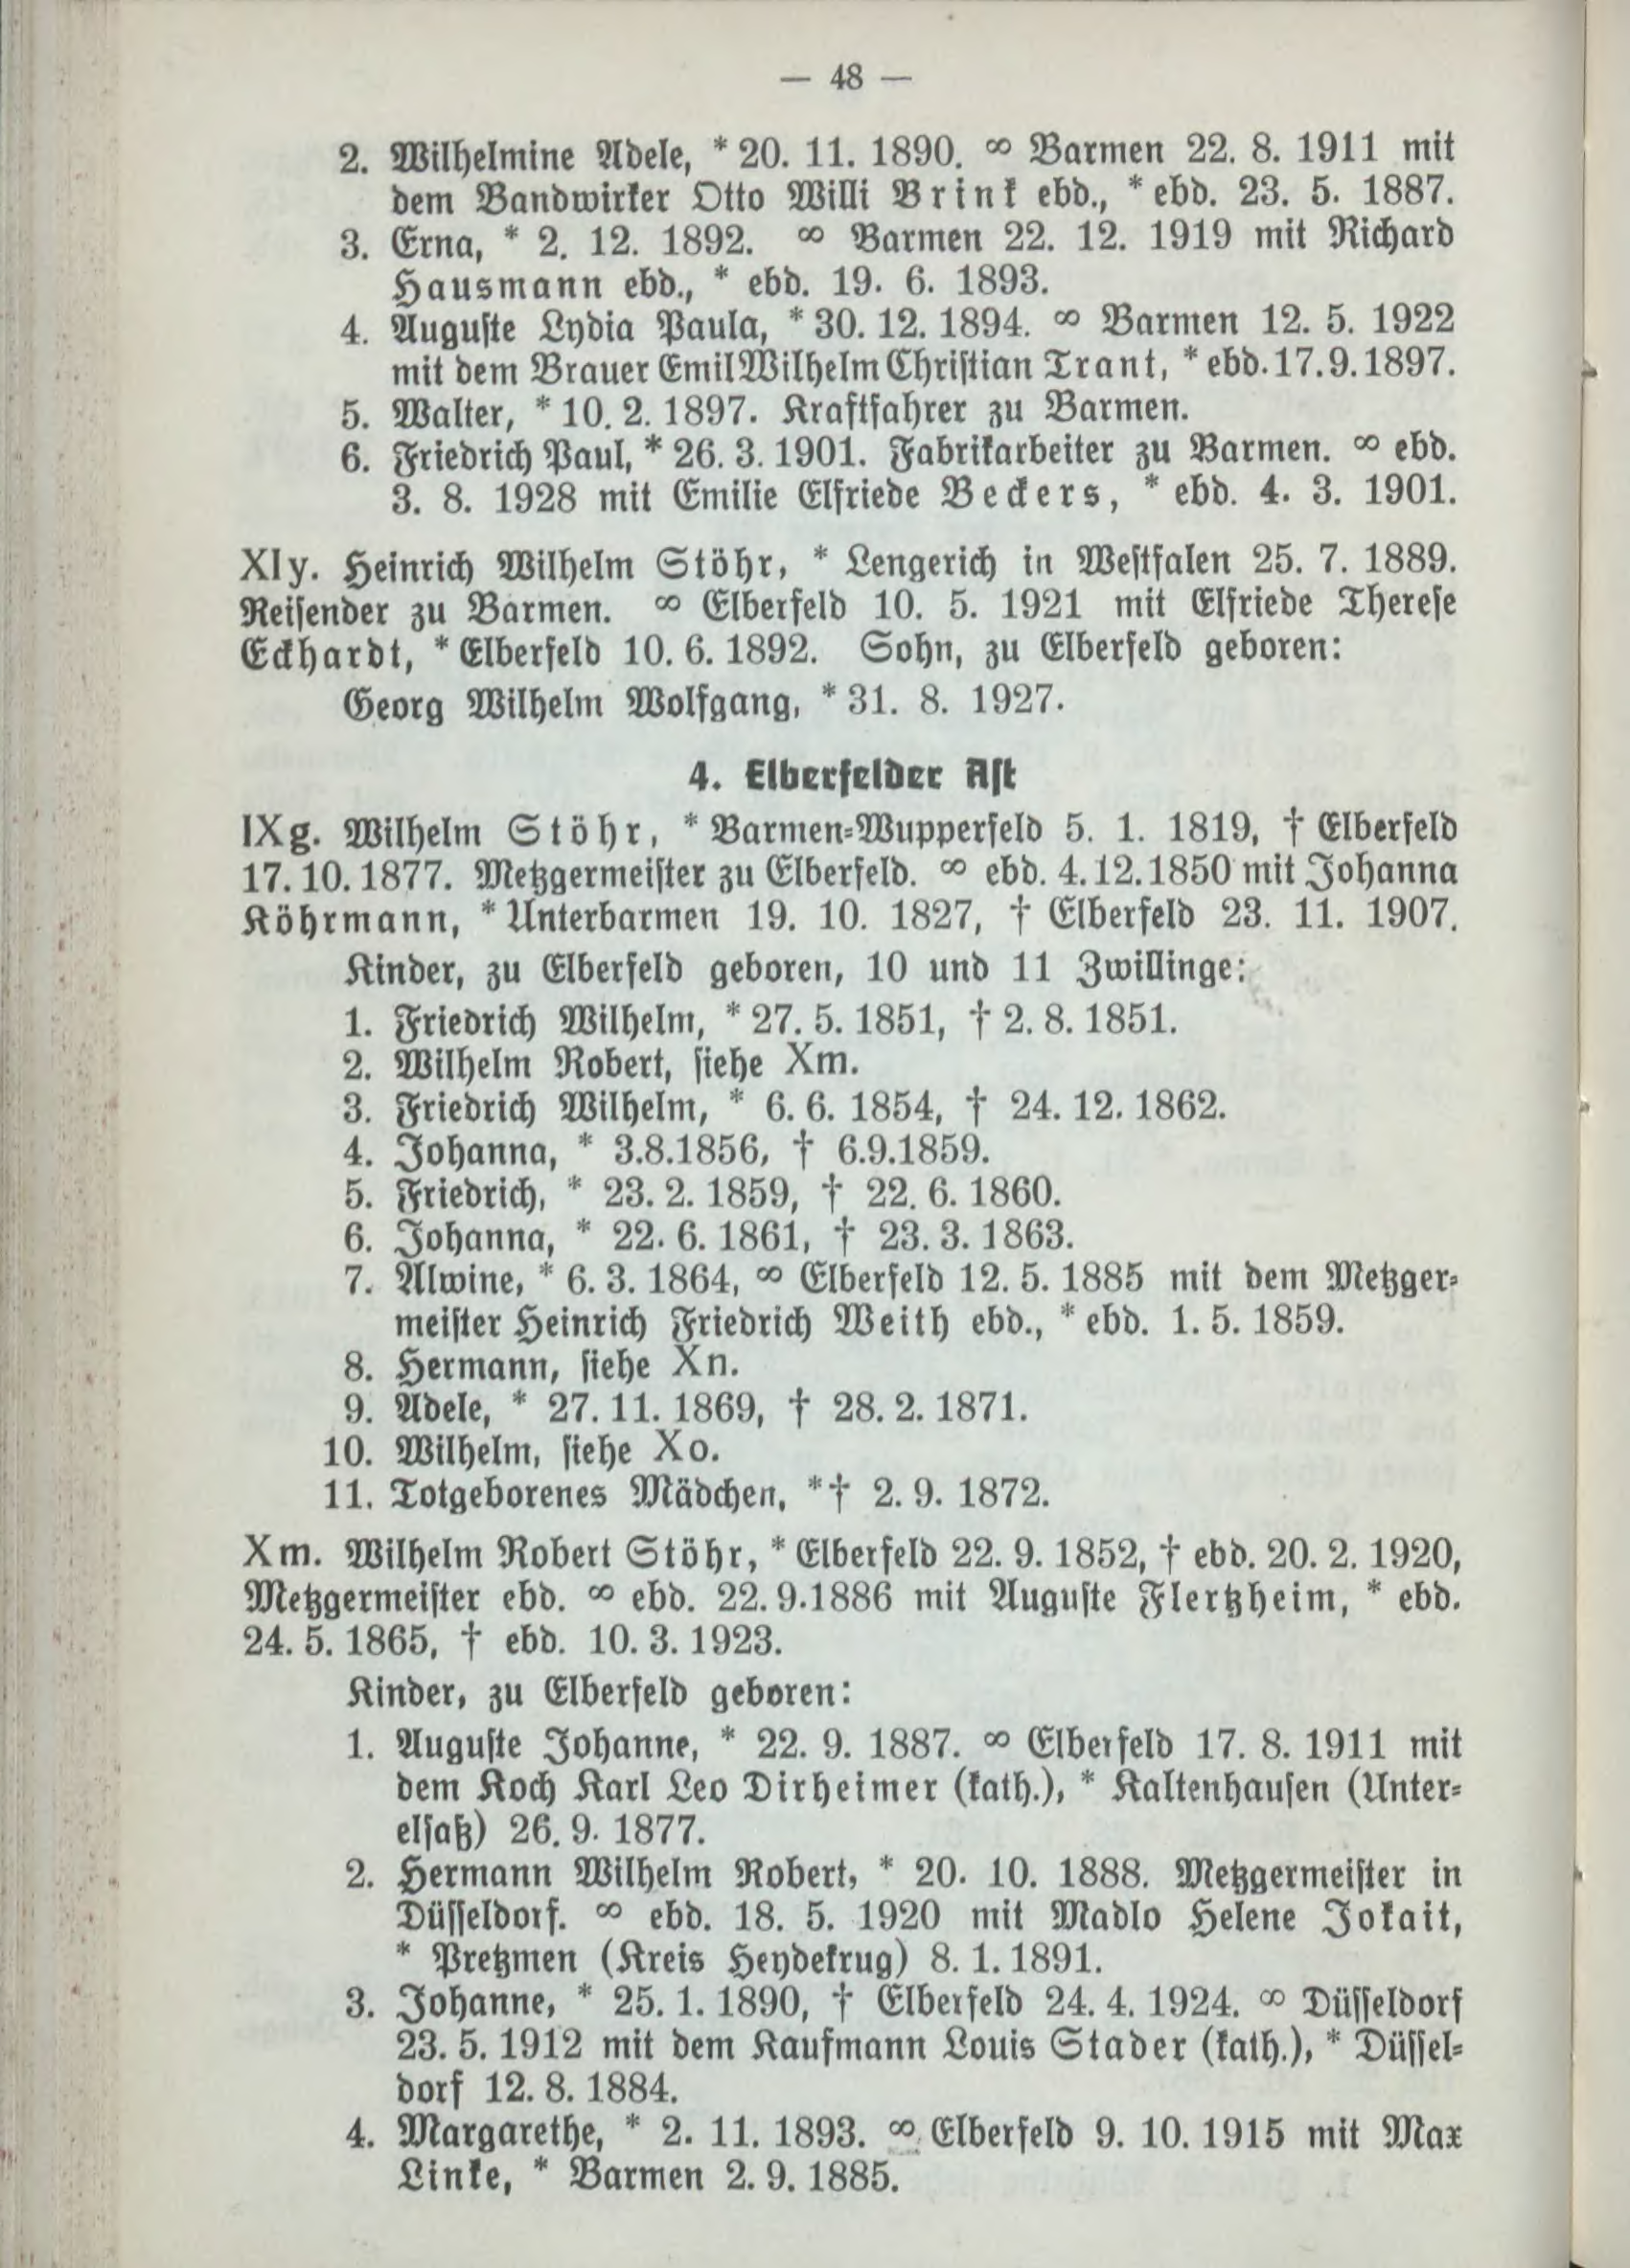 — 48 —
2. Wilhelmine Adele, * 20. 11. 1890. ∞ Barmen 22. 8. 1911 mit
dem Bandwirker Otto Willi Brink ebd., * ebd. 23. 5. 1887.
3. Erna, * 2. 12. 1892. ∞ Barmen 22. 12. 1919 mit Richard
Hausmann ebd., * ebd. 19. 6. 1893.
4. Auguste Lydia Paula, * 30. 12. 1894. ∞ Barmen 12. 5. 1922
mit dem Brauer Emil Wilhelm Christian Trant, * ebd. 17. 9. 1897.
5. Walter, * 10. 2. 1897. Kraftfahrer zu Barmen.
6. Friedrich Paul, * 26. 3. 1901. Fabrikarbeiter zu Barmen. ∞ ebd.
3. 8. 1928 mit Emilie Elfriede Beckers, * ebd. 4. 3. 1901.
XIy. Heinrich Wilhelm Stöhr, * Lengerich in Westfalen 25. 7. 1889.
Reisender zu Barmen. ∞ Elberfeld 10. 5. 1921 mit Elfriede Therese
Eckhardt, * Elberfeld 10. 6. 1892. Sohn, zu Elberfeld geboren:
Georg Wilhelm Wolfgang, * 31. 8. 1927.
4. Elberfelder Ast
IXg. Wilhelm Stöhr, * Barmen-Wupperfeld 5. 1. 1819, † Elberfeld
17. 10. 1877. Metzgermeister zu Elberfeld. ∞ ebd. 4. 12. 1850 mit Johanna
Köhrmann, * Unterbarmen 19. 10. 1827, † Elberfeld 23. 11. 1907.
Kinder, zu Elberfeld geboren, 10 und 11 Zwillinge:
1. Friedrich Wilhelm, * 27. 5. 1851, † 2. 8. 1851.
2. Wilhelm Robert, siehe Xm.
3. Friedrich Wilhelm, * 6. 6. 1854, † 24. 12. 1862.
4. Johanna, * 3.8.1856, † 6.9.1859.
5. Friedrich, * 23. 2. 1859, † 22. 6. 1860.
6. Johanna, * 22. 6. 1861, † 23. 3. 1863.
7. Alwine, * 6. 3. 1864, ∞ Elberfeld 12. 5. 1885 mit dem Metzger-
meister Heinrich Friedrich Weith ebd., * ebd. 1. 5. 1859.
8. Hermann, siehe Xn.
9. Adele, * 27. 11. 1869, † 28. 2. 1871.
10. Wilhelm, siehe Xo.
11. Totgeborenes Mädchen, *† 2. 9. 1872.
Xm. Wilhelm Robert Stöhr, * Elberfeld 22. 9. 1852, † ebd. 20. 2. 1920,
Metzgermeister ebd. ∞ ebd. 22. 9. 1886 mit Auguste Flertzheim, * ebd.
24. 5. 1865, † ebd. 10. 3. 1923.
Kinder, zu Elberfeld geboren:
1. Auguste Johanne, * 22. 9. 1887. ∞ Elberfeld 17. 8. 1911 mit
dem Koch Karl Leo Dirheimer (kath.), * Kaltenhausen (Unter-
elsaß) 26. 9. 1877.
2. Hermann Wilhelm Robert, * 20. 10. 1888. Metzgermeister in
Düsseldorf. ∞ ebd. 18. 5. 1920 mit Madlo Helene Jokait,
* Pretzmen (Kreis Heydekrug) 8. 1. 1891.
3. Johanne, * 25. 1. 1890, † Elberfeld 24. 4. 1924. ∞ Düsseldorf
23. 5. 1912 mit dem Kaufmann Louis Stader (kath.), * Düssel-
dorf 12. 8. 1884.
4. Margarethe, * 2. 11. 1893. ∞ Elberfeld 9. 10. 1915 mit Max
Linke, * Barmen 2. 9. 1885.